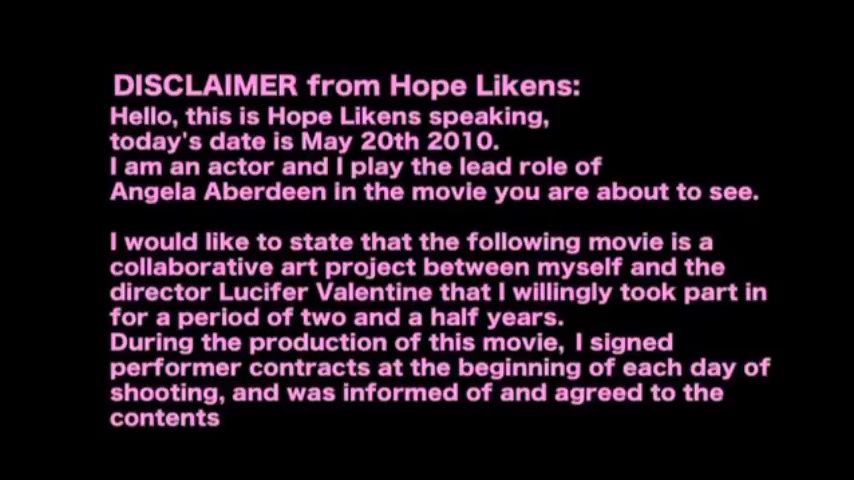 DISCLAIMER from Hope Likens:
Hello, this is Hope Likens speaking,
today's date is May 20th 2010.
I am an actor and I play the lead role of
Angela Aberdeen in the movie you are about to see.
I would like to state that the following movie is a
collaborative art project between myself and the
director Lucifer Valentine that I willingly took part in
for a period of two and a half years.
During the production of this movie, I signed
performer contracts at the beginning of each day of
shooting, and was informed of and agreed to the
contents